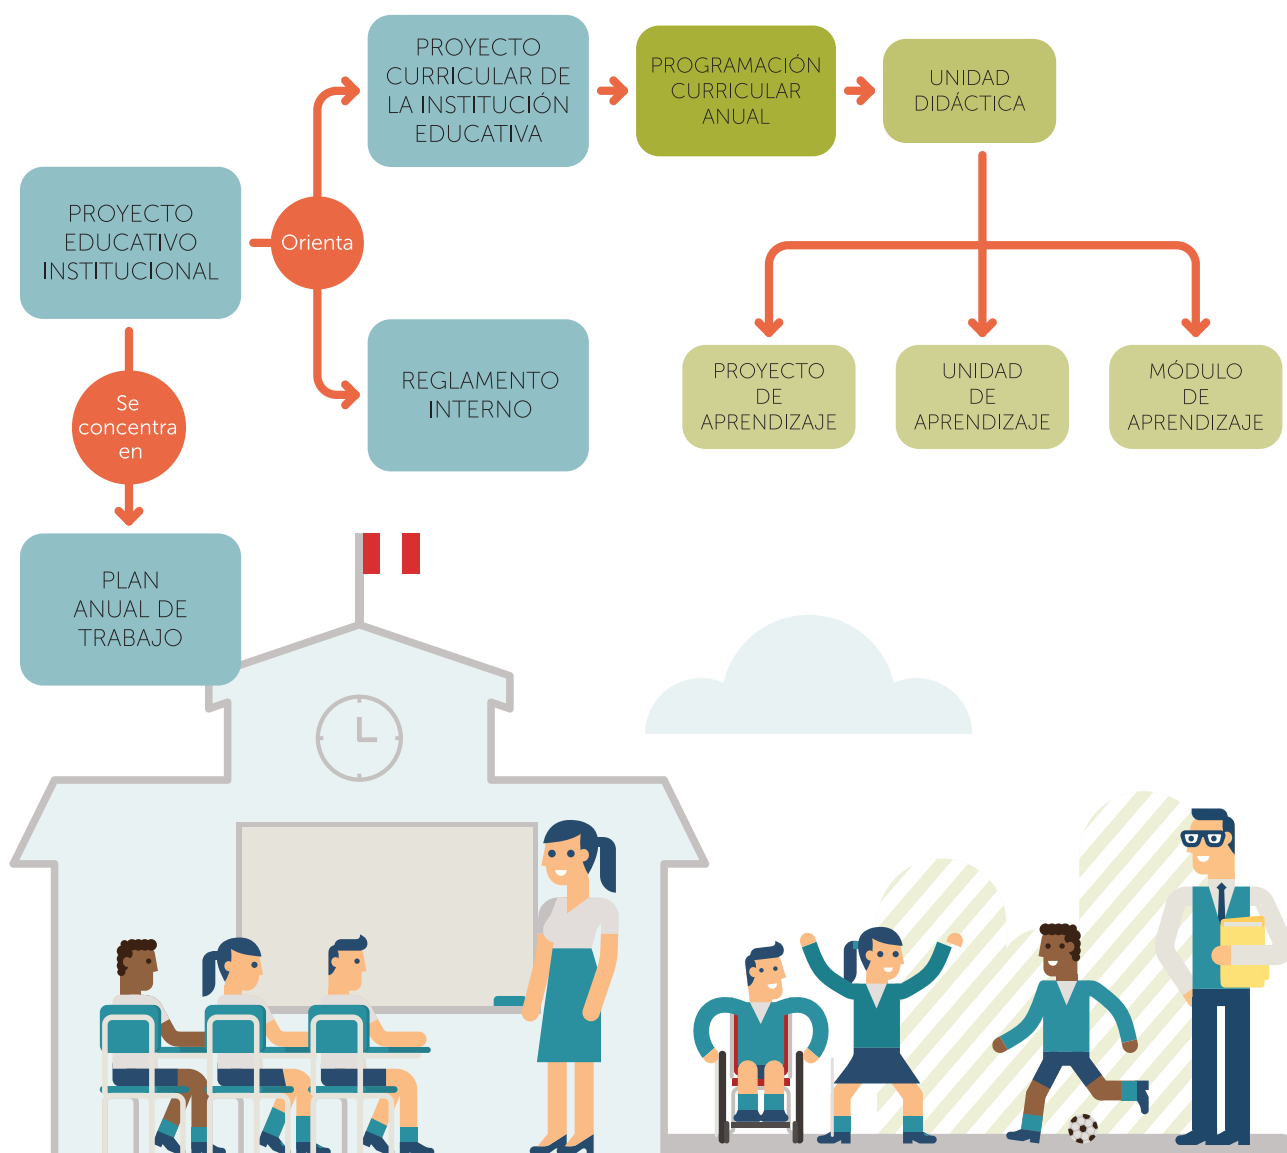 PROYECTO
CURRICULAR DE
LA INSTITUCIÓN
EDUCATIVA
PROGRAMACIÓN
CURRICULAR
ANUAL
UNIDAD
DIDÁCTICA
PROYECTO
EDUCATIVO
INSTITUCIONAL
Orienta
REGLAMENTO
INTERNO
PROYECTO
DE
APRENDIZAJE
UNIDAD
DE
APRENDIZAJE
MÓDULO
DE
APRENDIZAJE
Se
concentra
en
PLAN
ANUAL DE
TRABAJO